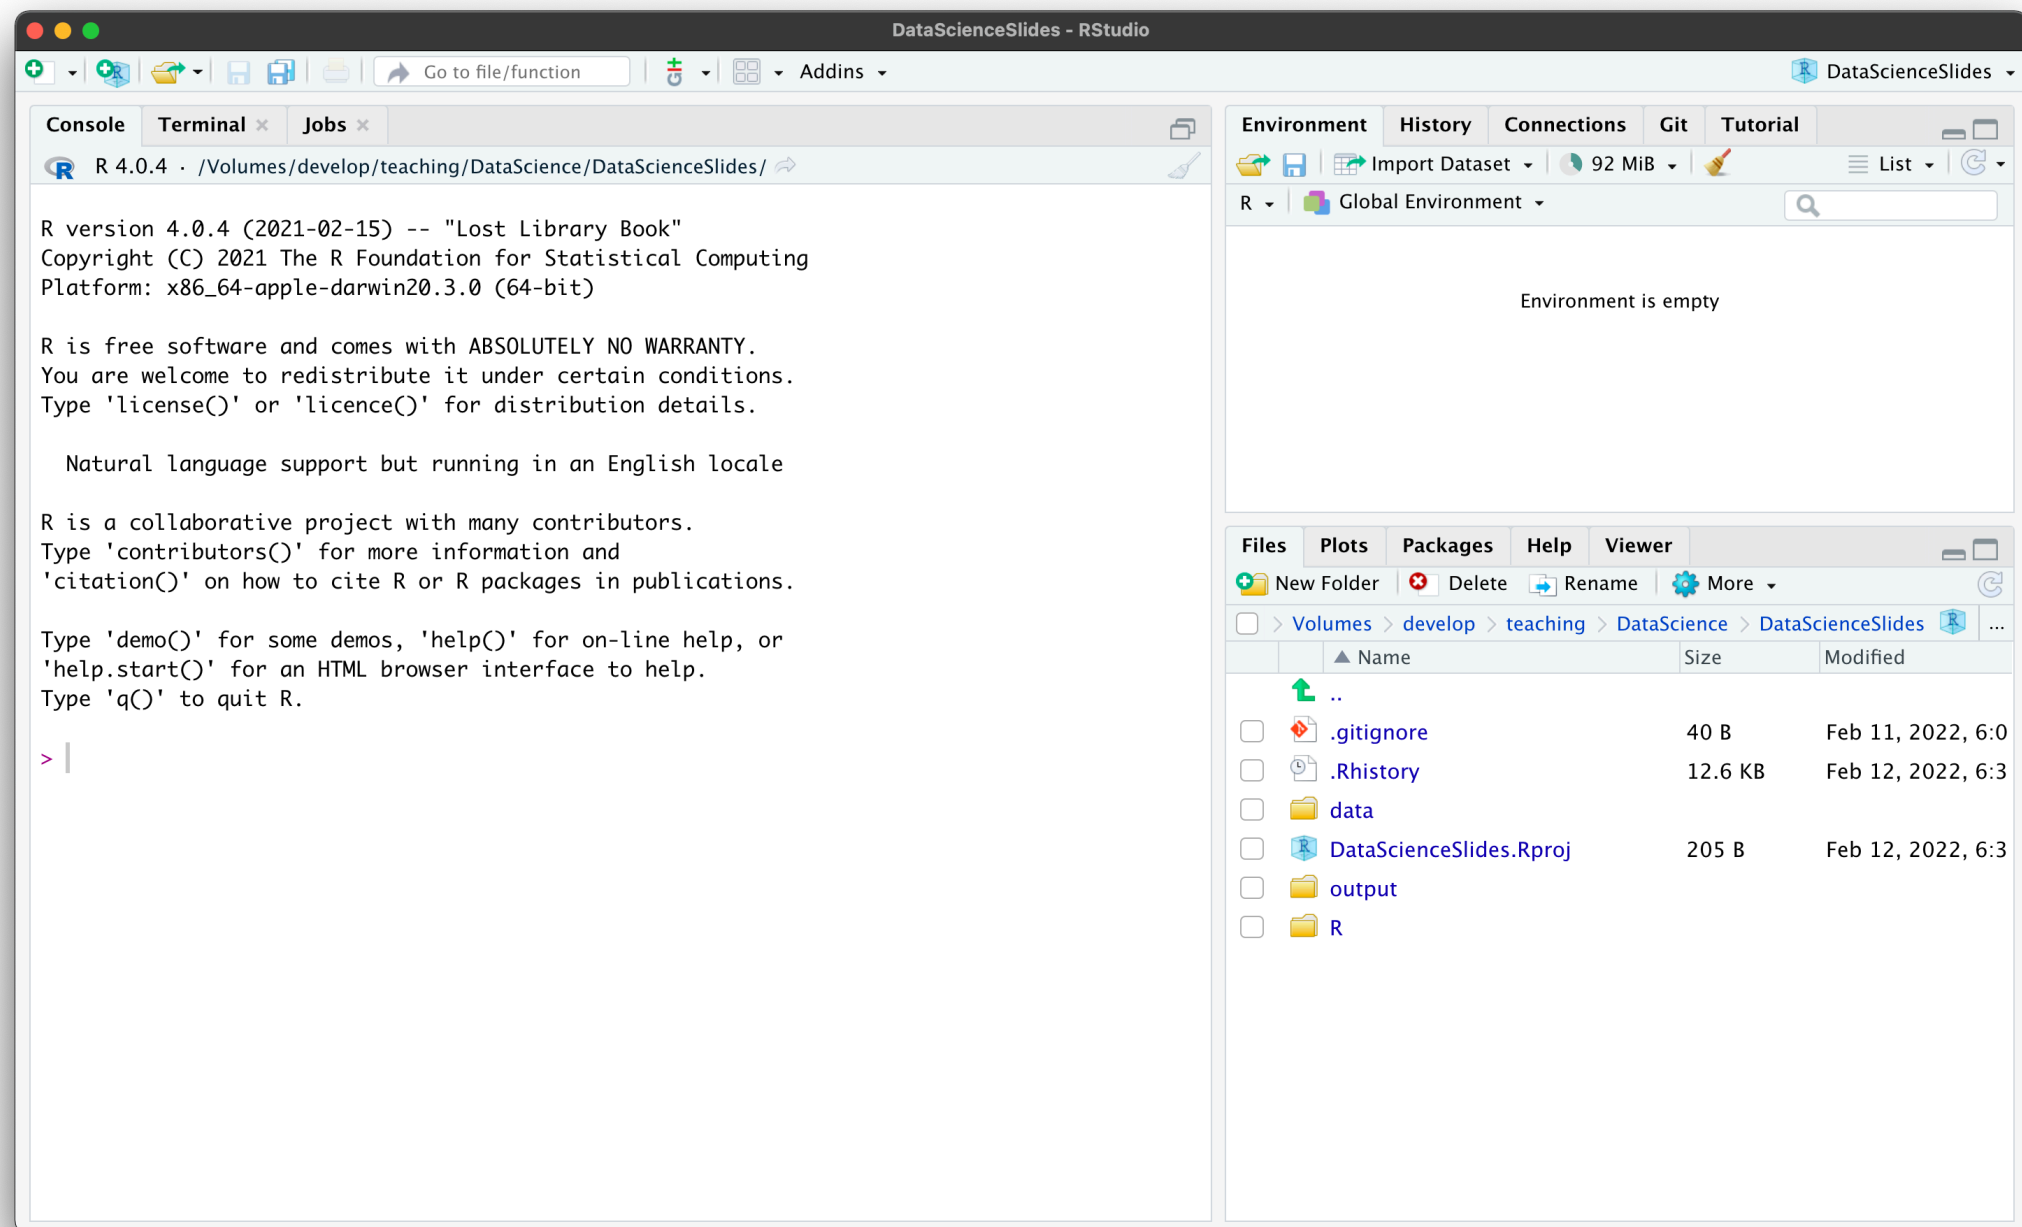 DataScienceSlides - RStudio
Go to file/function
Addins
DataScienceSlides
Console Terminal Jobs
R 4.0.4 · /Volumes/develop/teaching/DataScience/DataScienceSlides/
R version 4.0.4 (2021-02-15) -- "Lost Library Book"
Copyright (C) 2021 The R Foundation for Statistical Computing
Platform: x86_64-apple-darwin20.3.0 (64-bit)
R is free software and comes with ABSOLUTELY NO WARRANTY.
You are welcome to redistribute it under certain conditions.
Type 'license()' or 'licence()' for distribution details.
Natural language support but running in an English locale
R is a collaborative project with many contributors.
Type 'contributors()' for more information and
'citation()' on how to cite R or R packages in publications.
Type 'demo()' for some demos, 'help()' for on-line help, or
'help.start()' for an HTML browser interface to help.
Type 'q()' to quit R.
>
Environment History Connections Git Tutorial
Import Dataset 92 MiB List
R Global Environment
Environment is empty
Files Plots Packages Help Viewer
New Folder Delete Rename More
> Volumes > develop > teaching > DataScience > DataScienceSlides ...
Name Size Modified
..
.gitignore 40 B Feb 11, 2022, 6:0
.Rhistory 12.6 KB Feb 12, 2022, 6:3
data
DataScienceSlides.Rproj 205 B Feb 12, 2022, 6:3
output
R